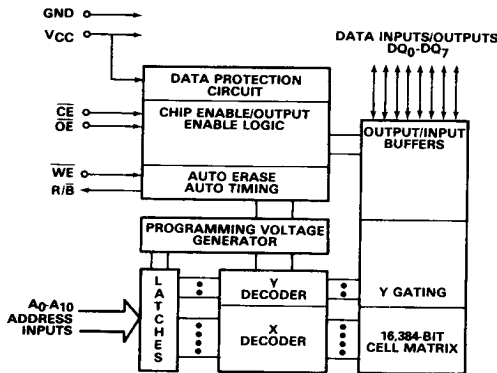 GND
VCC
DATA INPUTS/OUTPUTS
DQ0-DQ7
DATA PROTECTION
CIRCUIT
CE
OE
CHIP ENABLE/OUTPUT
ENABLE LOGIC
OUTPUT/INPUT
BUFFERS
WE
R/B
AUTO ERASE
AUTO TIMING
PROGRAMMING VOLTAGE
GENERATOR
A0-A10
ADDRESS
INPUTS
LATCHES
Y
DECODER
Y GATING
X
DECODER
16,384-BIT
CELL MATRIX